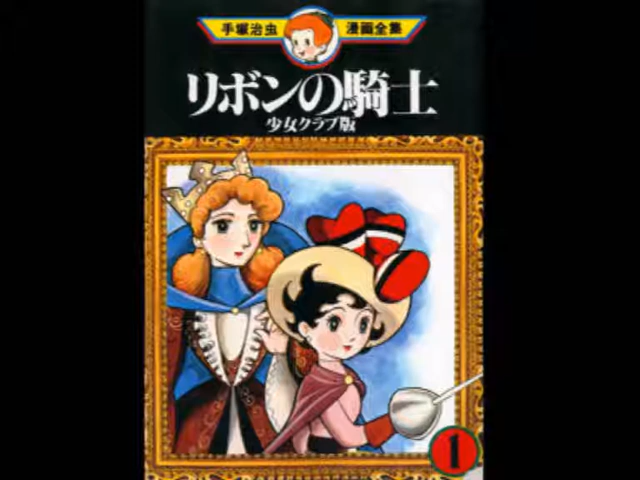 手塚治虫 漫画全集
リボンの騎士
少女クラブ版
1